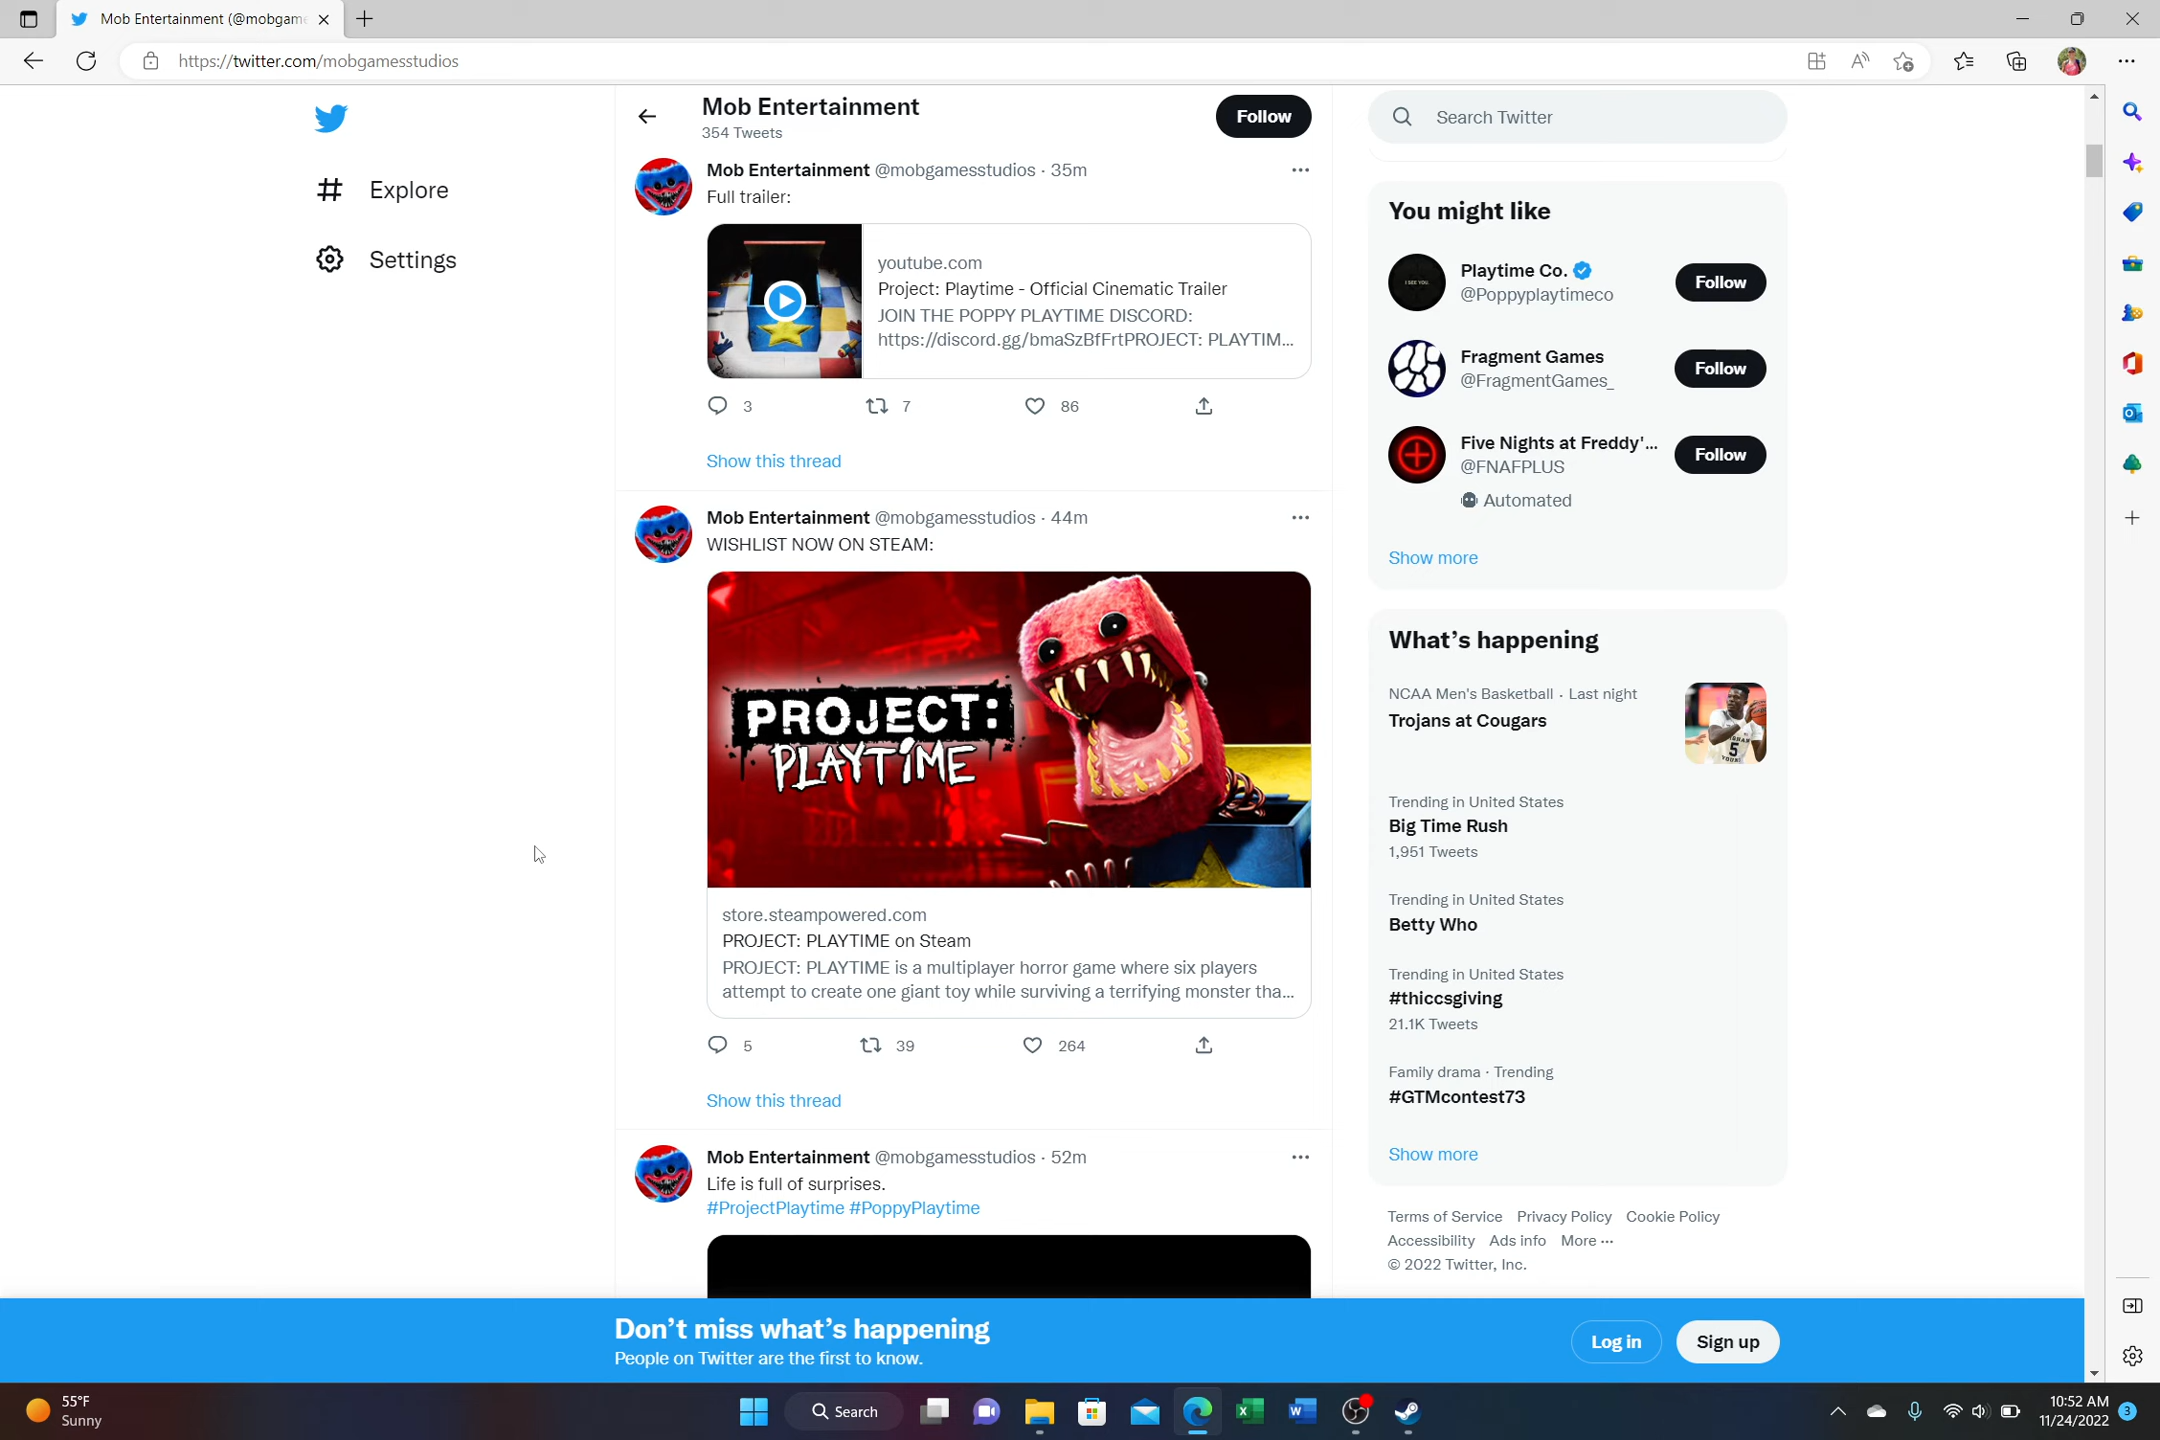 Mob Entertainment (@mobgame
https://twitter.com/mobgamesstudios
Explore
Settings
Mob Entertainment
354 Tweets
Follow
Mob Entertainment @mobgamesstudios · 35m
Full trailer:
youtube.com
Project: Playtime - Official Cinematic Trailer
JOIN THE POPPY PLAYTIME DISCORD:
https://discord.gg/bmaSzBfFrtPROJECT: PLAYTIM...
3 7 86
Show this thread
Mob Entertainment @mobgamesstudios · 44m
WISHLIST NOW ON STEAM:
PROJECT:
PLAYTIME
store.steampowered.com
PROJECT: PLAYTIME on Steam
PROJECT: PLAYTIME is a multiplayer horror game where six players
attempt to create one giant toy while surviving a terrifying monster tha...
5 39 264
Show this thread
Mob Entertainment @mobgamesstudios · 52m
Life is full of surprises.
#ProjectPlaytime #PoppyPlaytime
Search Twitter
You might like
I SEE YOU.
Playtime Co.
@Poppyplaytimeco
Follow
Fragment Games
@FragmentGames_
Follow
Five Nights at Freddy'...
@FNAFPLUS
Automated
Follow
Show more
What's happening
NCAA Men's Basketball · Last night
Trojans at Cougars
5
Trending in United States
Big Time Rush
1,951 Tweets
Trending in United States
Betty Who
Trending in United States
#thiccsgiving
21.1K Tweets
Family drama · Trending
#GTMcontest73
Show more
Terms of Service Privacy Policy Cookie Policy
Accessibility Ads info More ...
© 2022 Twitter, Inc.
Don't miss what's happening
People on Twitter are the first to know.
Log in
Sign up
55°F
Sunny
Search
10:52 AM
11/24/2022
3